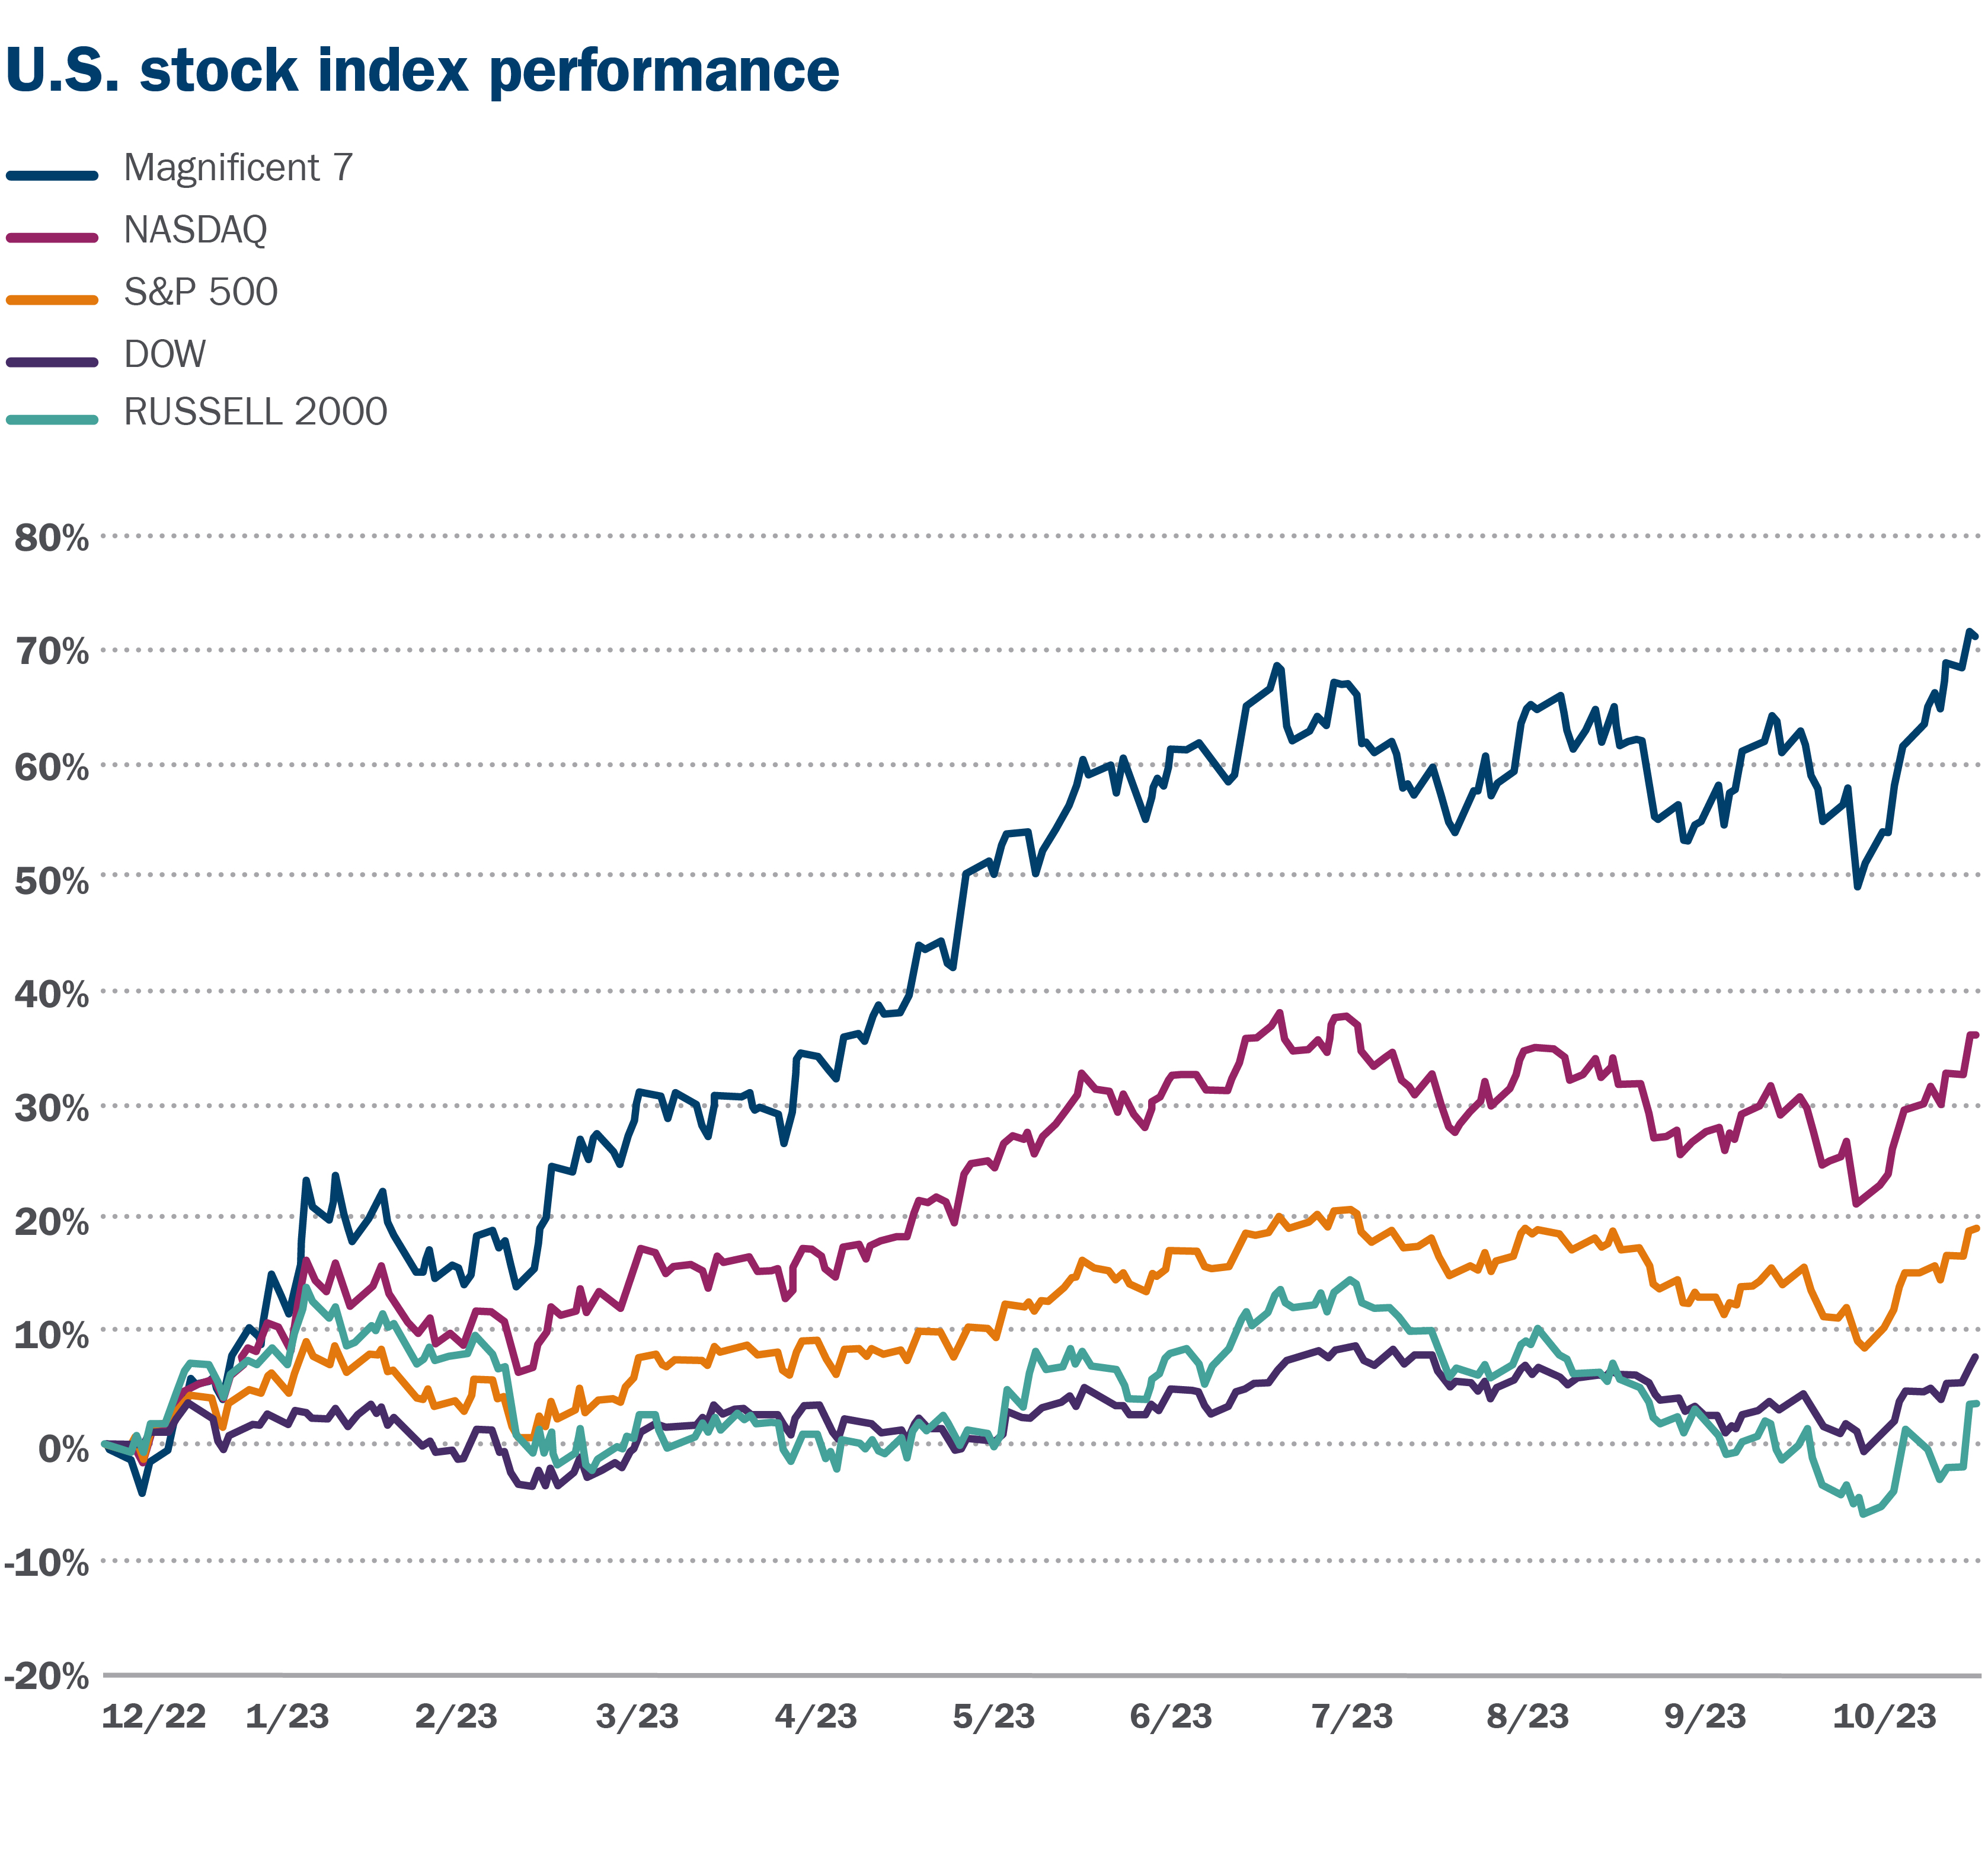 U.S. stock index performance
Magnificent 7
NASDAQ
S&P 500
DOW
RUSSELL 2000
80%
70%
60%
50%
40%
30%
20%
10%
0%
-10%
-20%
12/22 1/23 2/23 3/23 4/23 5/23 6/23 7/23 8/23 9/23 10/23